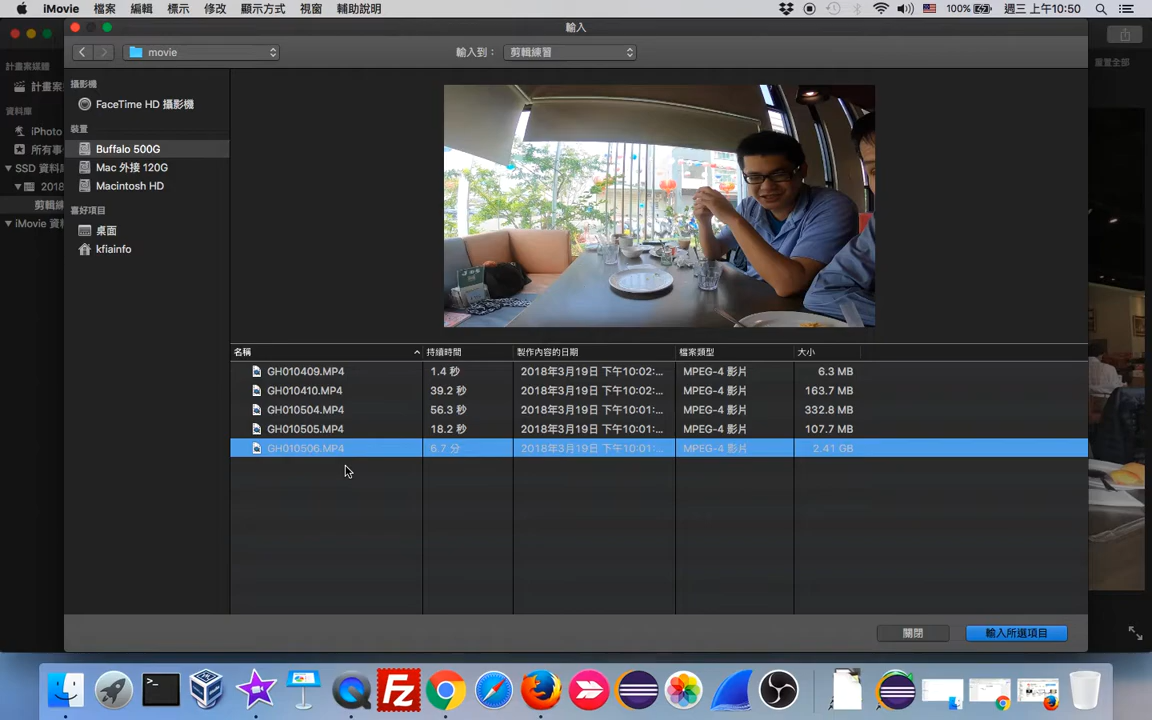 iMovie 檔案 編輯 標示 修改 顯示方式 視窗 輔助說明 100% 週三 上午10:50
輸入
movie 輸入到： 剪輯練習
計畫案媒體
計畫案
資料庫
iPhoto
所有事
SSD 資料
2018
剪輯練
iMovie 資料
重置全部
攝影機
FaceTime HD 攝影機
裝置
Buffalo 500G
Mac 外接 120G
Macintosh HD
喜好項目
桌面
kfiainfo
名稱 持續時間 製作內容的日期 檔案類型 大小
GH010409.MP4 1.4 秒 2018年3月19日 下午10:02:... MPEG-4 影片 6.3 MB
GH010410.MP4 39.2 秒 2018年3月19日 下午10:02:... MPEG-4 影片 163.7 MB
GH010504.MP4 56.3 秒 2018年3月19日 下午10:01:... MPEG-4 影片 332.8 MB
GH010505.MP4 18.2 秒 2018年3月19日 下午10:01:... MPEG-4 影片 107.7 MB
GH010506.MP4 6.7 分 2018年3月19日 下午10:01:... MPEG-4 影片 2.41 GB
關閉 輸入所選項目